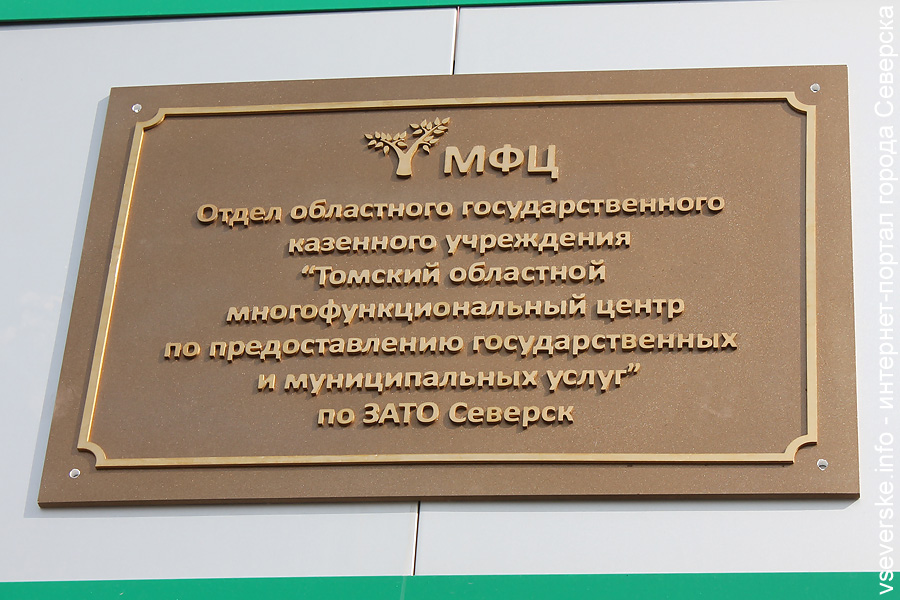 МФЦ
Отдел областного государственного
казенного учреждения
“Томский областной
многофункциональный центр
по предоставлению государственных
и муниципальных услуг”
по ЗАТО Северск
vseverske.info - интернет-портал города Северска